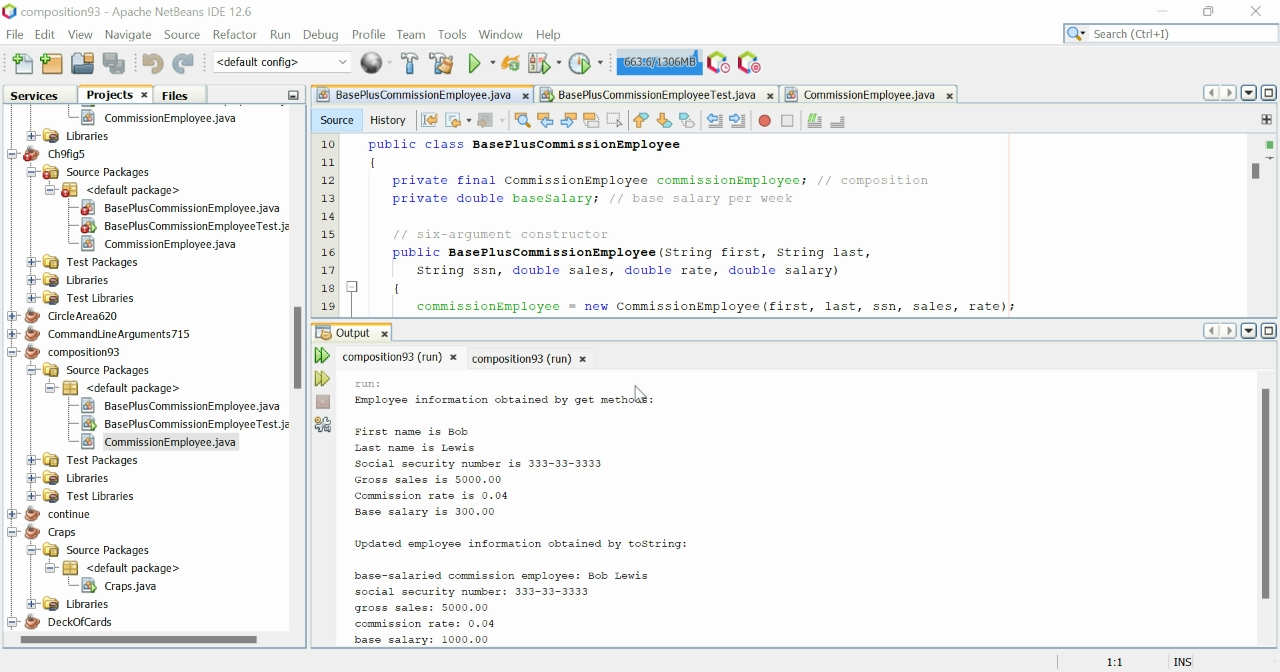 composition93 - Apache NetBeans IDE 12.6
File Edit View Navigate Source Refactor Run Debug Profile Team Tools Window Help
Search (Ctrl+I)
<default config>
663.6/1306MB
Services Projects Files
BasePlusCommissionEmployee.java BasePlusCommissionEmployeeTest.java CommissionEmployee.java
Source History
CommissionEmployee.java
Libraries
Ch9fig5
Source Packages
<default package>
BasePlusCommissionEmployee.java
BasePlusCommissionEmployeeTest.ja
CommissionEmployee.java
Test Packages
Libraries
Test Libraries
CircleArea620
CommandLineArguments715
composition93
Source Packages
<default package>
BasePlusCommissionEmployee.java
BasePlusCommissionEmployeeTest.ja
CommissionEmployee.java
Test Packages
Libraries
Test Libraries
continue
Craps
Source Packages
<default package>
Craps.java
Libraries
DeckOfCards
10 public class BasePlusCommissionEmployee
11 {
12 private final CommissionEmployee commissionEmployee; // composition
13 private double baseSalary; // base salary per week
14
15 // six-argument constructor
16 public BasePlusCommissionEmployee(String first, String last,
17 String ssn, double sales, double rate, double salary)
18 {
19 commissionEmployee = new CommissionEmployee(first, last, ssn, sales, rate);
Output
composition93 (run) composition93 (run)
run:
Employee information obtained by get methods:
First name is Bob
Last name is Lewis
Social security number is 333-33-3333
Gross sales is 5000.00
Commission rate is 0.04
Base salary is 300.00
Updated employee information obtained by toString:
base-salaried commission employee: Bob Lewis
social security number: 333-33-3333
gross sales: 5000.00
commission rate: 0.04
base salary: 1000.00
1:1 INS